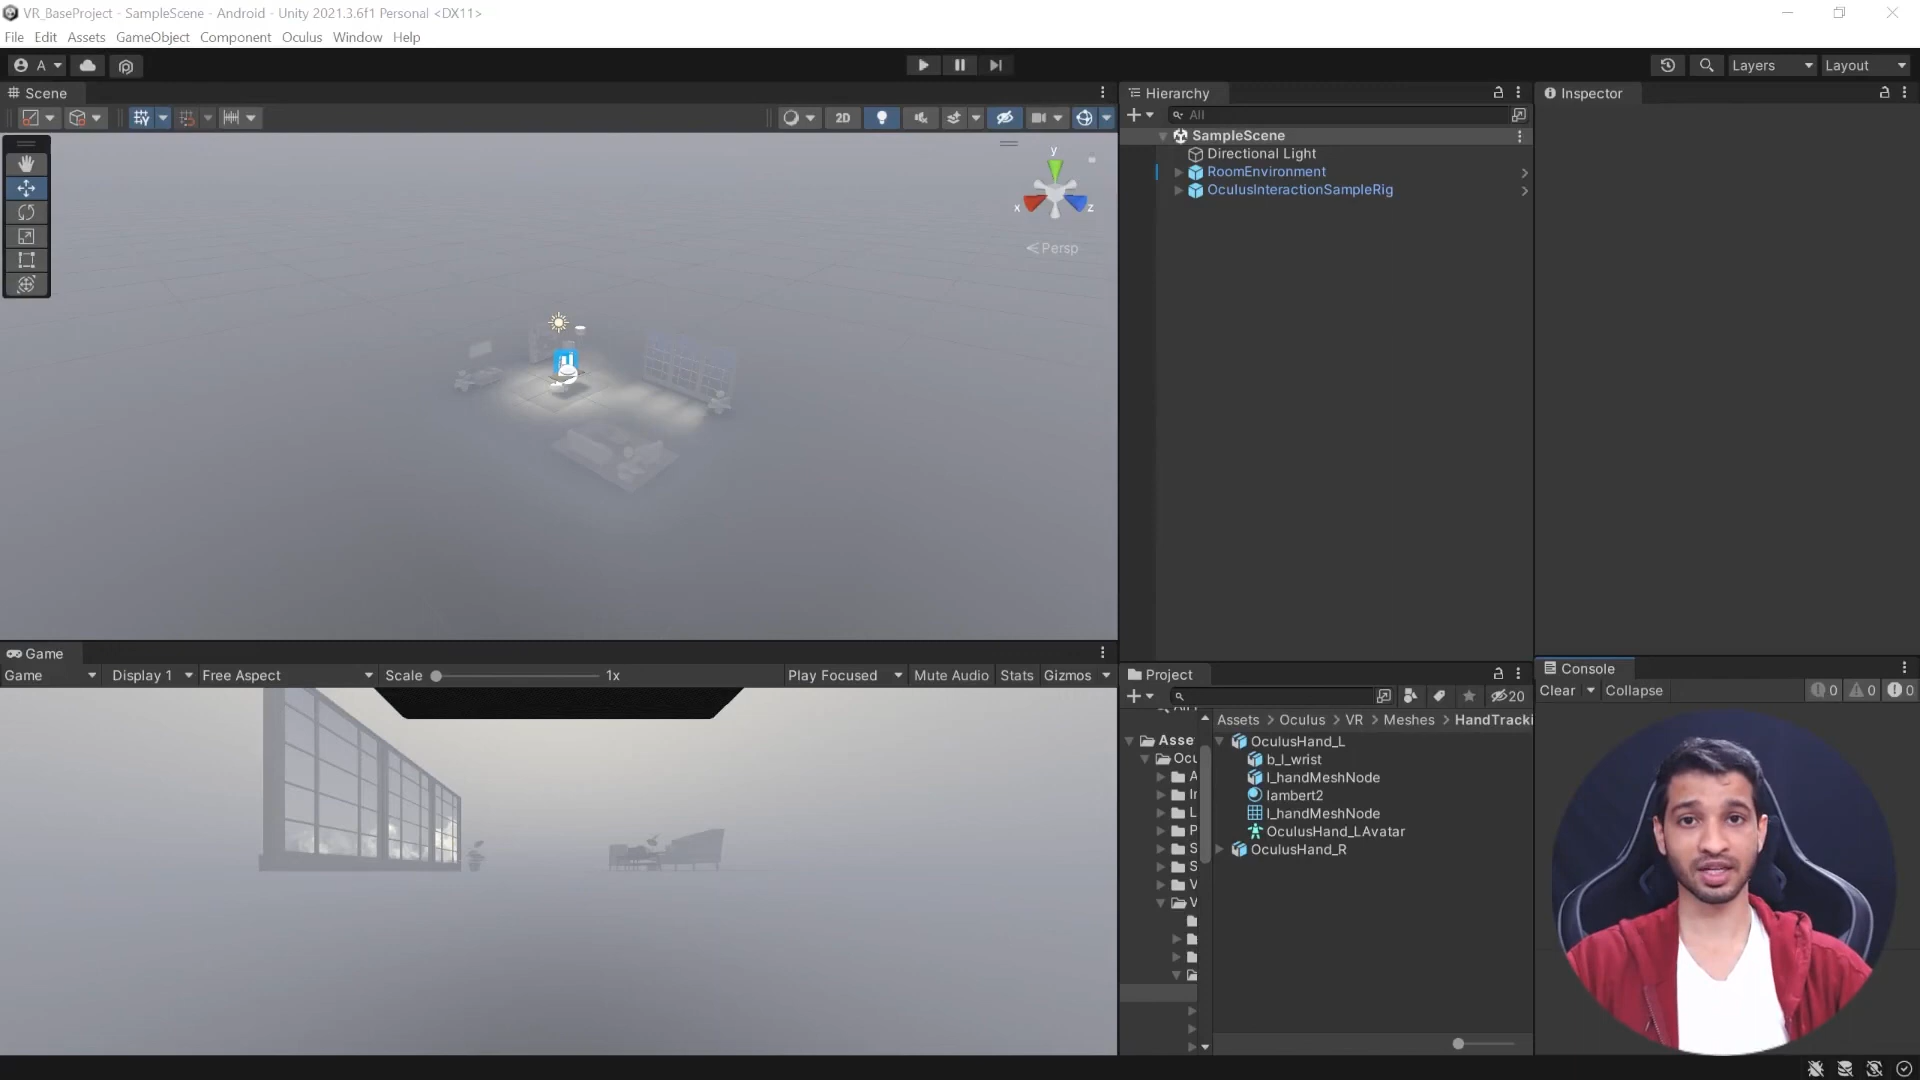 VR_BaseProject - SampleScene - Android - Unity 2021.3.6f1 Personal <DX11>
File Edit Assets GameObject Component Oculus Window Help
A Layers Layout
Scene
2D
y
x z
Persp
Hierarchy
All
SampleScene
Directional Light
RoomEnvironment
OculusInteractionSampleRig
Inspector
Game
Game Display 1 Free Aspect Scale 1x Play Focused Mute Audio Stats Gizmos
Project
20
Assets > Oculus > VR > Meshes > HandTracki
Asse
Ocu
A
L
P
S
S
V
V
OculusHand_L
b_l_wrist
l_handMeshNode
lambert2
l_handMeshNode
OculusHand_LAvatar
OculusHand_R
Console
Clear Collapse 0 0 0